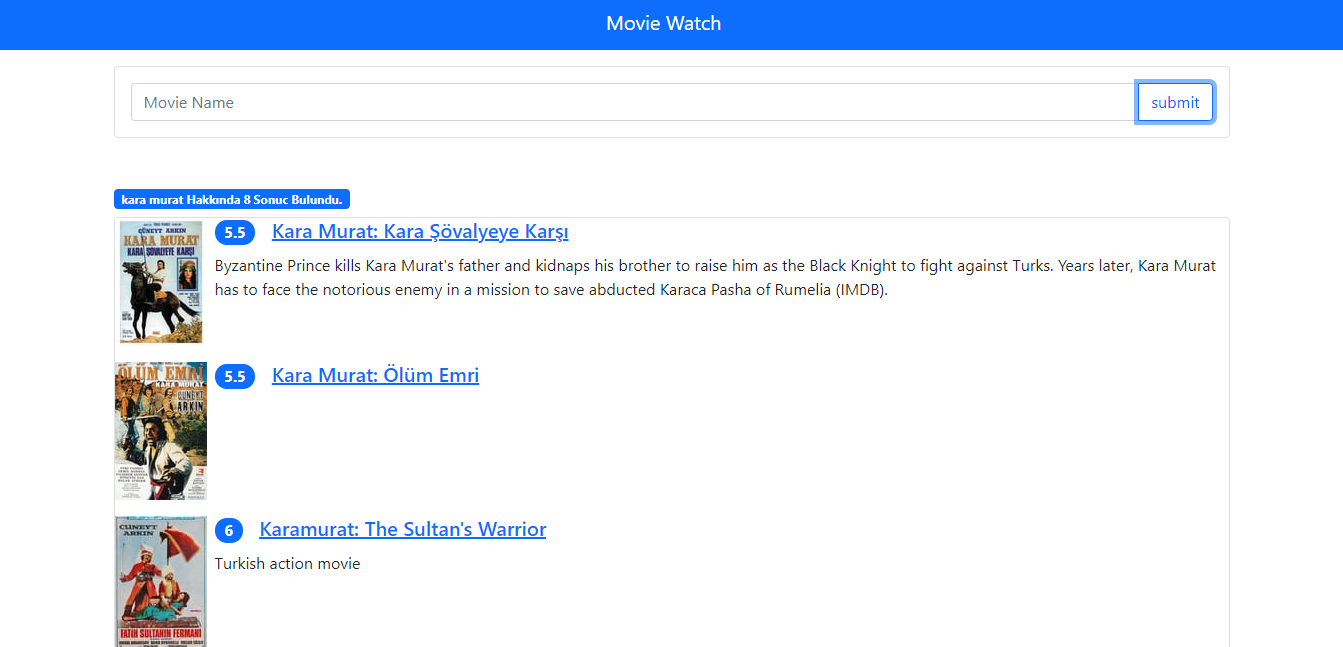 Movie Watch
Movie Name
submit
kara murat Hakkında 8 Sonuc Bulundu.
CÜNEYT ARKIN
KARA MURAT
KARA ŞÖVALYEYE KARŞI
5.5 Kara Murat: Kara Şövalyeye Karşı
Byzantine Prince kills Kara Murat's father and kidnaps his brother to raise him as the Black Knight to fight against Turks. Years later, Kara Murat
has to face the notorious enemy in a mission to save abducted Karaca Pasha of Rumelia (IMDB).
ÖLÜM EMRİ
KARA MURAT
CÜNEYT
ARKIN
5.5 Kara Murat: Ölüm Emri
CÜNEYT
ARKIN
6 Karamurat: The Sultan's Warrior
Turkish action movie
FATİH SULTANIN FERMANI